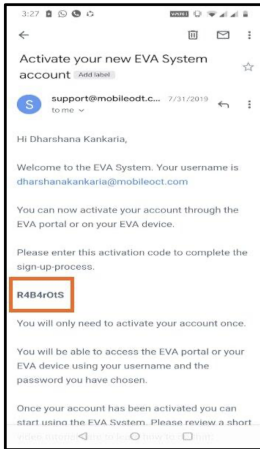 3:27
Activate your new EVA System
account Add label
S support@mobileodt.c... 7/31/2019
to me
Hi Dharshana Kankaria,
Welcome to the EVA System. Your username is
dharshanakankaria@mobileoct.com
You can now activate your account through the
EVA portal or on your EVA device.
Please enter this activation code to complete the
sign-up-process.
R4B4rOtS
You will only need to activate your account once.
You will be able to access the EVA portal or your
EVA device using your username and the
password you have chosen.
Once your account has been activated you can
start using the EVA System. Please review a short